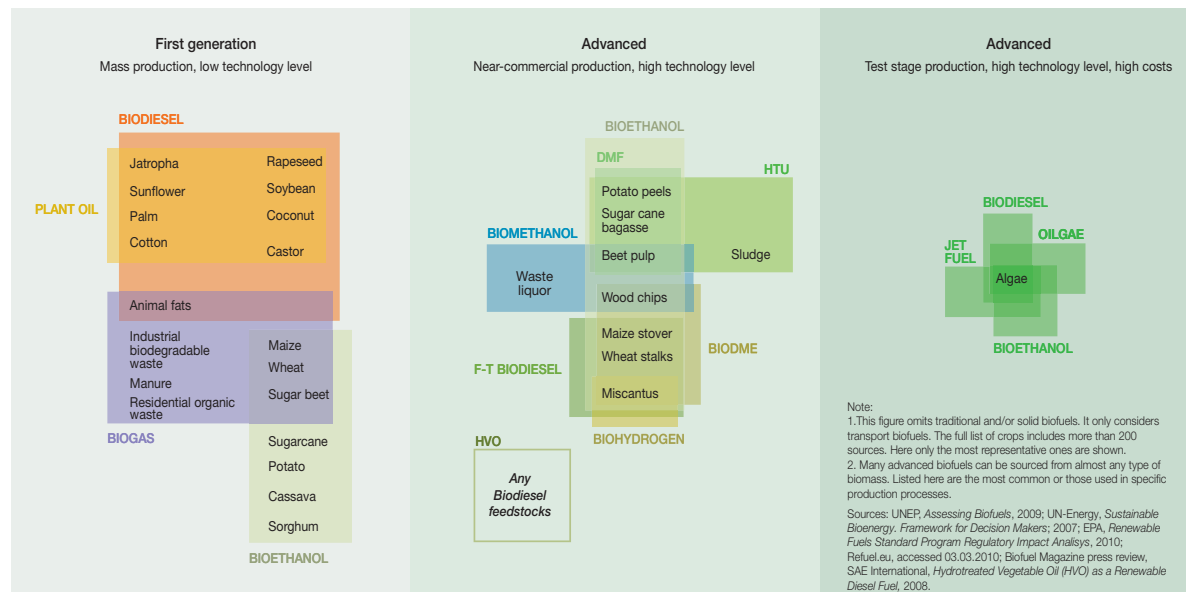 First generation
Mass production, low technology level
BIODIESEL
Jatropha
Rapeseed
Sunflower
Soybean
PLANT OIL
Palm
Coconut
Cotton
Castor
Animal fats
Industrial
biodegradable
waste
Manure
Residential organic
waste
Maize
Wheat
Sugar beet
BIOGAS
Sugarcane
Potato
Cassava
Sorghum
BIOETHANOL
Advanced
Near-commercial production, high technology level
BIOETHANOL
DMF
HTU
Potato peels
Sugar cane
bagasse
BIOMETHANOL
Beet pulp
Sludge
Waste
liquor
Wood chips
Maize stover
Wheat stalks
BIODME
F-T BIODIESEL
Miscantus
BIOHYDROGEN
HVO
Any
Biodiesel
feedstocks
Advanced
Test stage production, high technology level, high costs
BIODIESEL
OILGAE
JET
FUEL
Algae
BIOETHANOL
Note:
1.This figure omits traditional and/or solid biofuels. It only considers
transport biofuels. The full list of crops includes more than 200
sources. Here only the most representative ones are shown.
2. Many advanced biofuels can be sourced from almost any type of
biomass. Listed here are the most common or those used in specific
production processes.
Sources: UNEP, Assessing Biofuels, 2009; UN-Energy, Sustainable
Bioenergy. Framework for Decision Makers; 2007; EPA, Renewable
Fuels Standard Program Regulatory Impact Analisys, 2010;
Refuel.eu, accessed 03.03.2010; Biofuel Magazine press review,
SAE International, Hydrotreated Vegetable Oil (HVO) as a Renewable
Diesel Fuel, 2008.